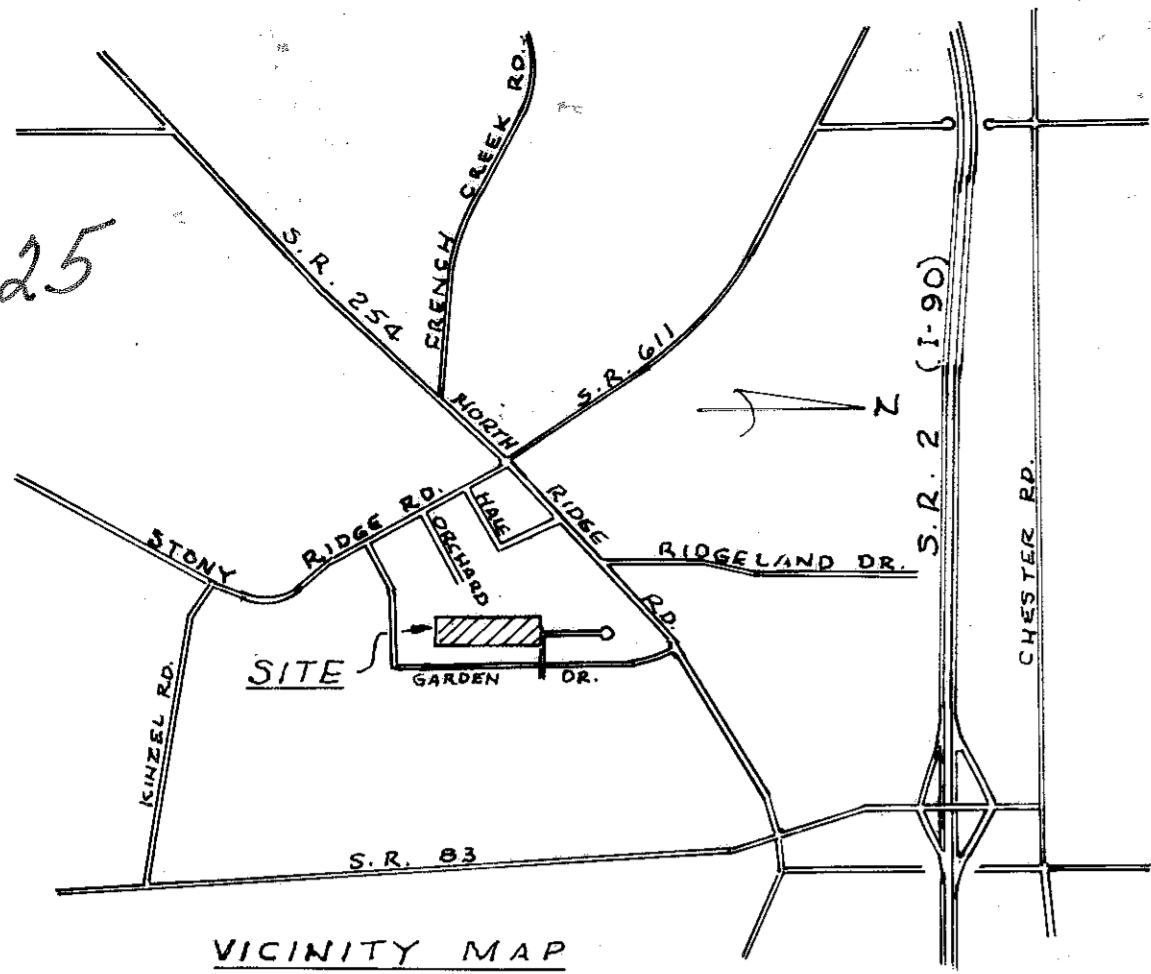 25
S. R. 254
FRENCH CREEK RD.
S. R. 611
NORTH RIDGE RD.
N
S. R. 2 (I-90)
CHESTER RD.
STONY RIDGE RD.
HALE
ORCHARD
RIDGELAND DR.
SITE
GARDEN DR.
KINZEL RD.
S. R. 83
VICINITY MAP